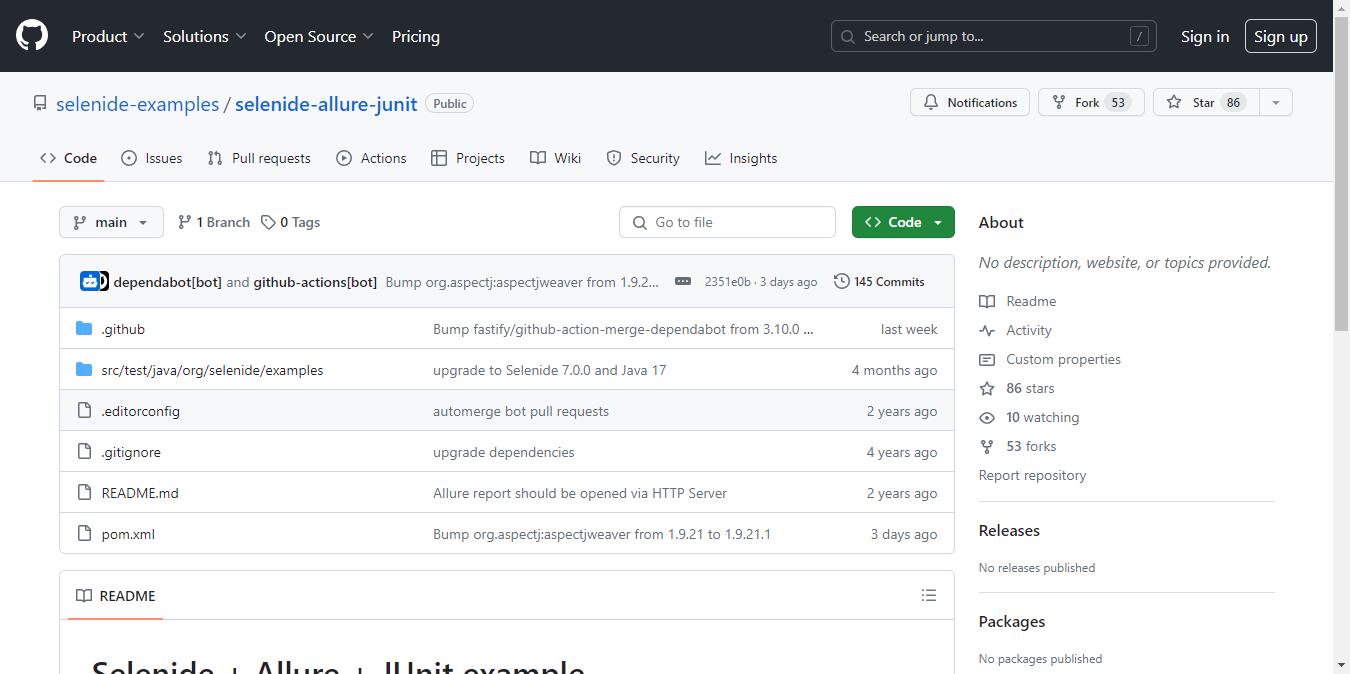 Product Solutions Open Source Pricing Search or jump to... / Sign in Sign up
selenide-examples / selenide-allure-junit Public Notifications Fork 53 Star 86
Code Issues Pull requests Actions Projects Wiki Security Insights
main 1 Branch 0 Tags Go to file Code
dependabot[bot] and github-actions[bot] Bump org.aspectj:aspectjweaver from 1.9.2... 2351e0b · 3 days ago 145 Commits
.github Bump fastify/github-action-merge-dependabot from 3.10.0 ... last week
src/test/java/org/selenide/examples upgrade to Selenide 7.0.0 and Java 17 4 months ago
.editorconfig automerge bot pull requests 2 years ago
.gitignore upgrade dependencies 4 years ago
README.md Allure report should be opened via HTTP Server 2 years ago
pom.xml Bump org.aspectj:aspectjweaver from 1.9.21 to 1.9.21.1 3 days ago
README
Selenide + Allure + JUnit example
About
No description, website, or topics provided.
Readme
Activity
Custom properties
86 stars
10 watching
53 forks
Report repository
Releases
No releases published
Packages
No packages published